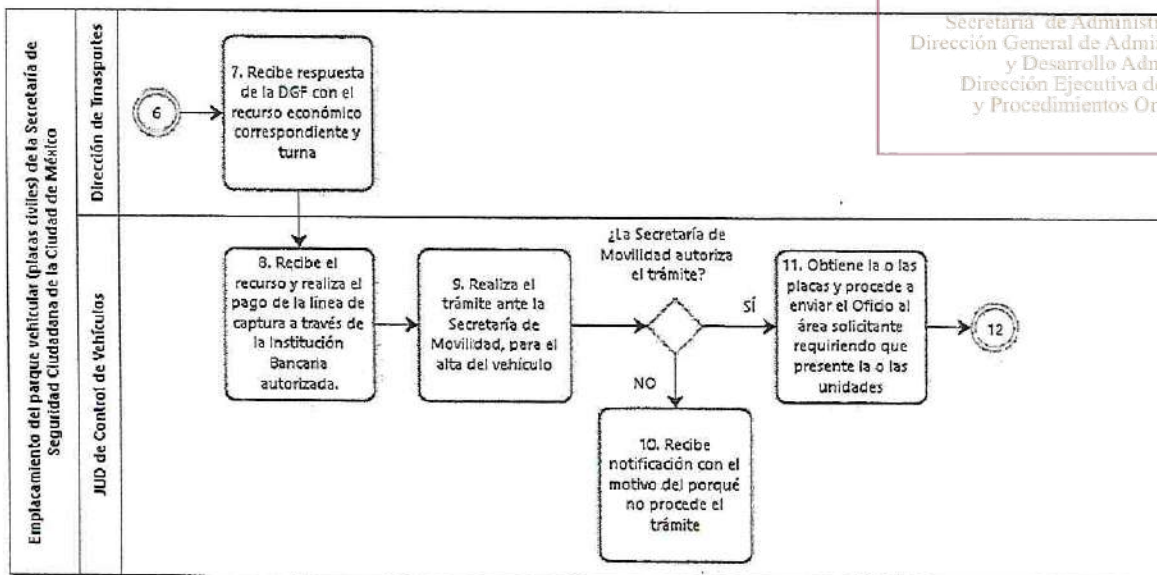 Secretaría de Administ
Dirección General de Admi
y Desarrollo Adm
Dirección Ejecutiva de
y Procedimientos Or
Emplacamiento del parque vehicular (placas civiles) de la Secretaría de
Seguridad Ciudadana de la Ciudad de México
Dirección de Trasportes
6
7. Recibe respuesta
de la DGF con el
recurso económico
correspondiente y
turna
JUD de Control de Vehículos
8. Recibe el
recurso y realiza el
pago de la línea de
captura a través de
la Institución
Bancaria
autorizada.
9. Realiza el
trámite ante la
Secretaría de
Movilidad, para el
alta del vehículo
¿La Secretaría de
Movilidad autoriza
el trámite?
SÍ
NO
10. Recibe
notificación con el
motivo del porqué
no procede el
trámite
11. Obtiene la o las
placas y procede a
enviar el Oficio al
área solicitante
requiriendo que
presente la o las
unidades
12